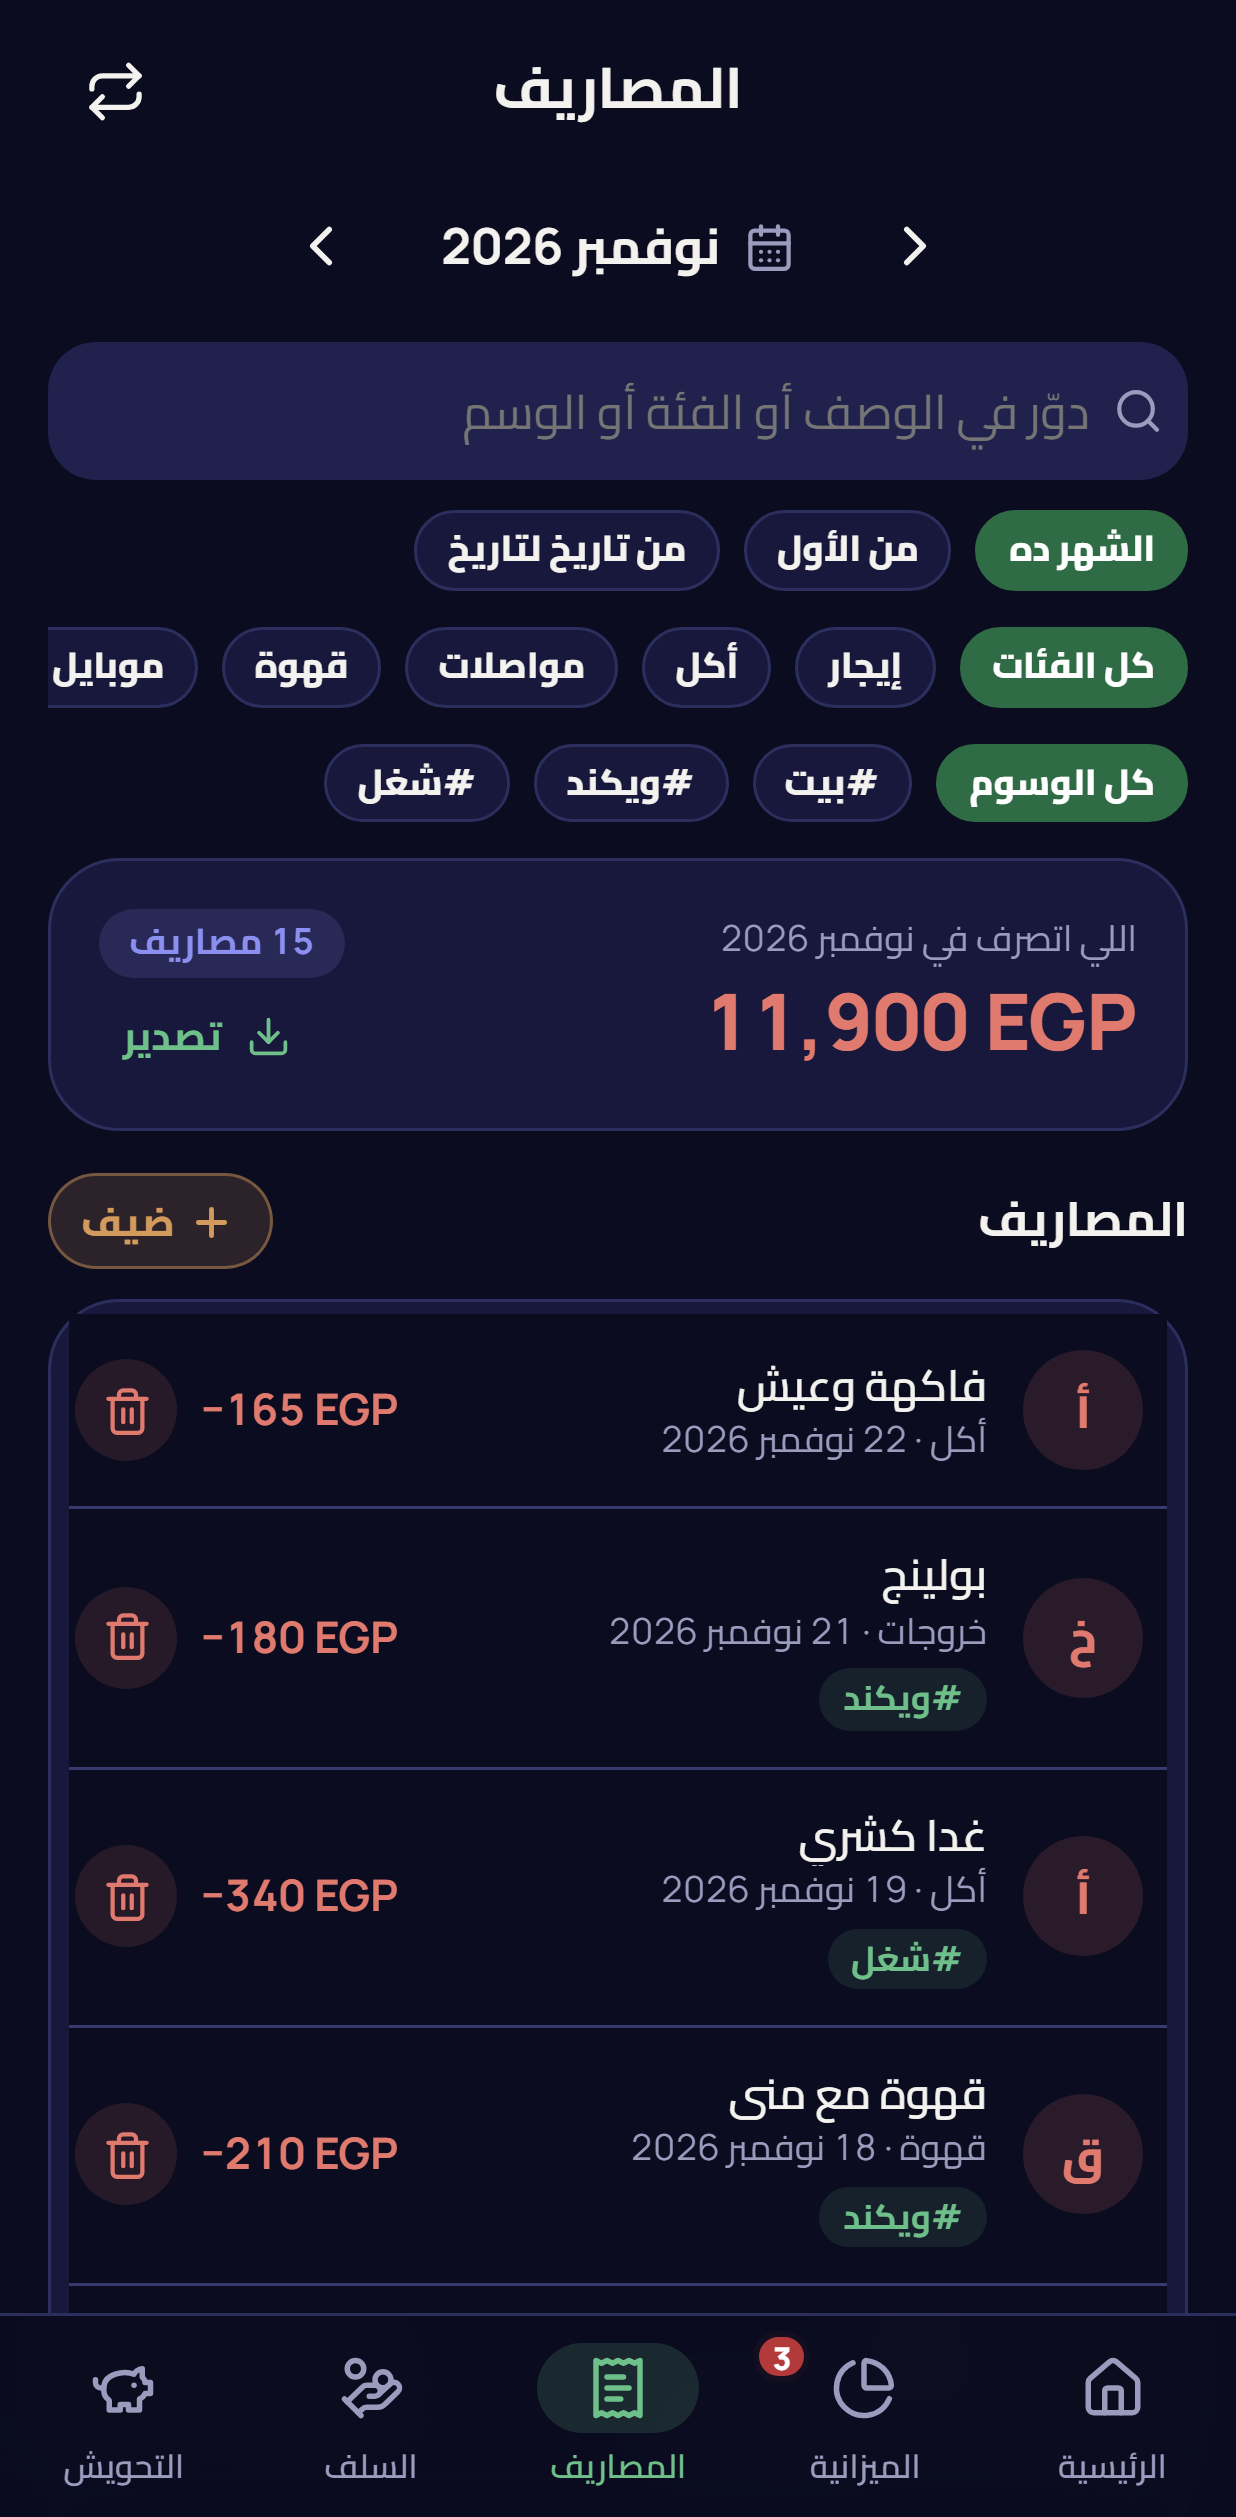 المصاريف
نوفمبر 2026
دوّر في الوصف أو الفئة أو الوسم
الشهر ده
من الأول
من تاريخ لتاريخ
كل الفئات
إيجار
أكل
مواصلات
قهوة
موبايل
كل الوسوم
#بيت
#ويكند
#شغل
اللي اتصرف في نوفمبر 2026
15 مصاريف
11,900 EGP
تصدير
المصاريف
+ ضيف
أ
فاكهة وعيش
أكل · 22 نوفمبر 2026
−165 EGP
خ
بولينج
خروجات · 21 نوفمبر 2026
#ويكند
−180 EGP
أ
غدا كشري
أكل · 19 نوفمبر 2026
#شغل
−340 EGP
ق
قهوة مع منى
قهوة · 18 نوفمبر 2026
#ويكند
−210 EGP
الرئيسية
3
الميزانية
المصاريف
السلف
التحويش